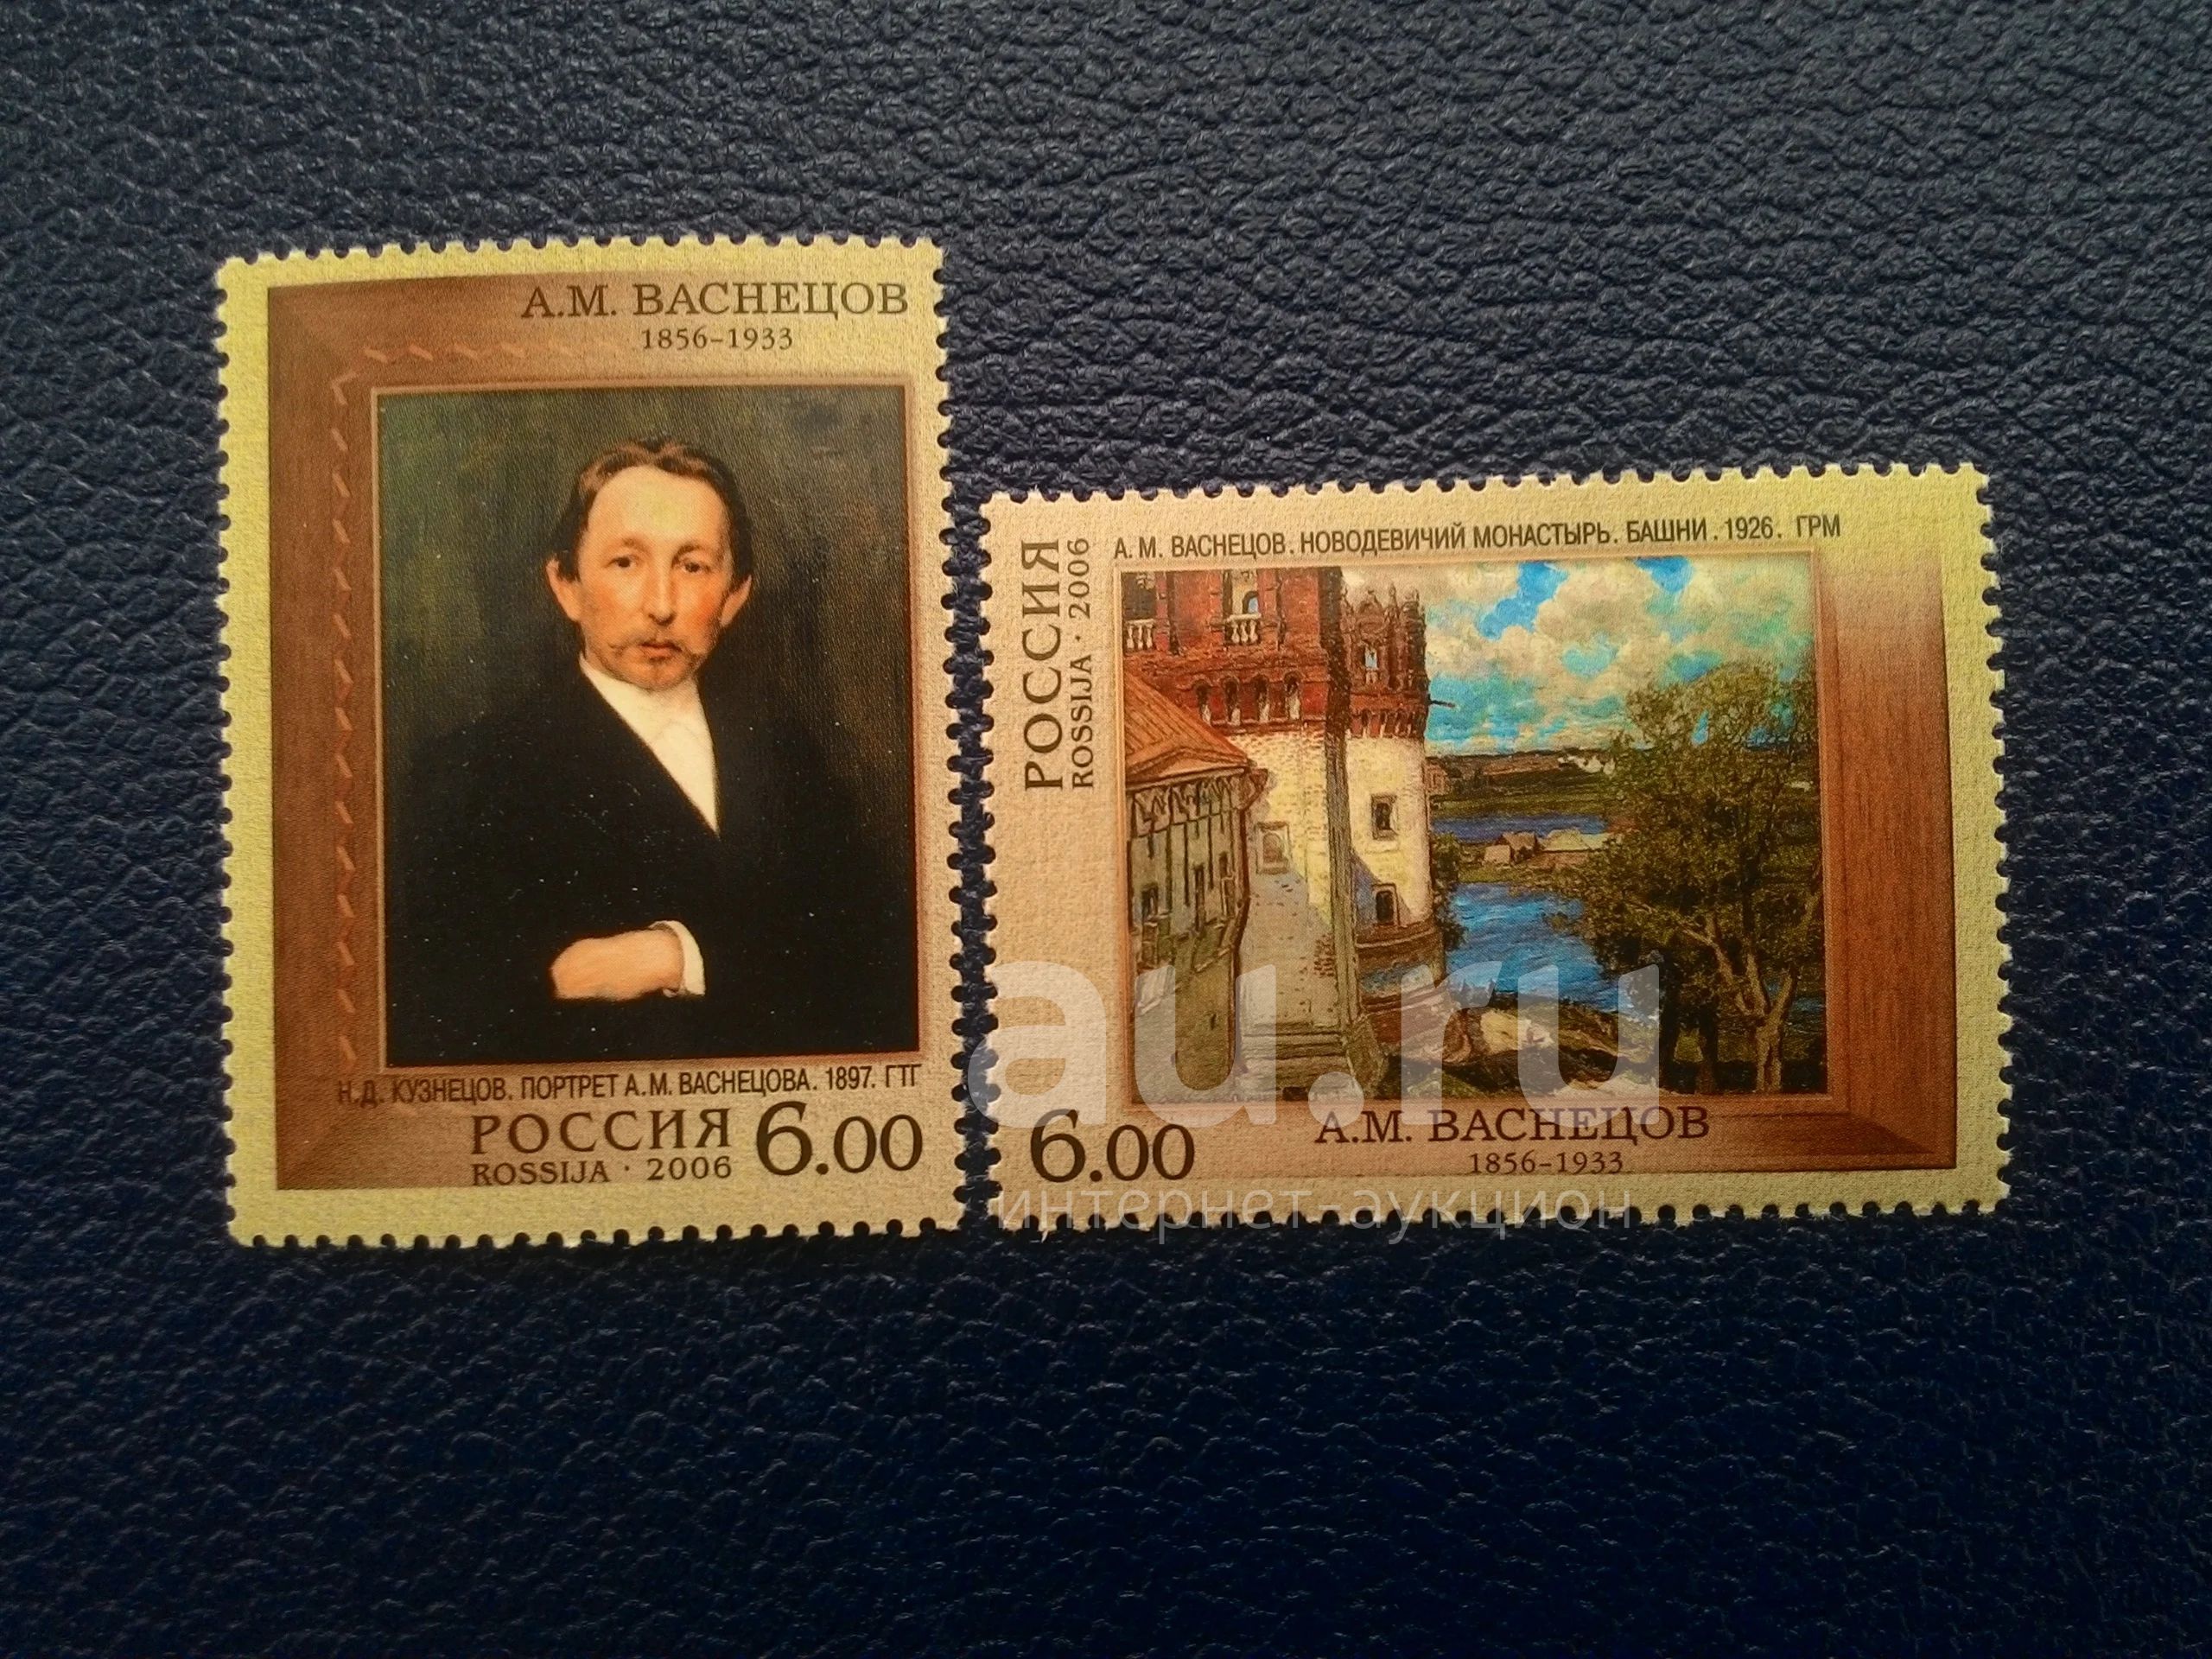 А.М. ВАСНЕЦОВ
1856–1933
Н.Д. КУЗНЕЦОВ. ПОРТРЕТ А.М. ВАСНЕЦОВА. 1897. ГТГ
РОССИЯ 6.00
ROSSIJA · 2006
А. М. ВАСНЕЦОВ. НОВОДЕВИЧИЙ МОНАСТЫРЬ. БАШНИ. 1926. ГРМ
РОССИЯ
ROSSIJA · 2006
6.00
А.М. ВАСНЕЦОВ
1856–1933
au.ru
интернет-аукцион